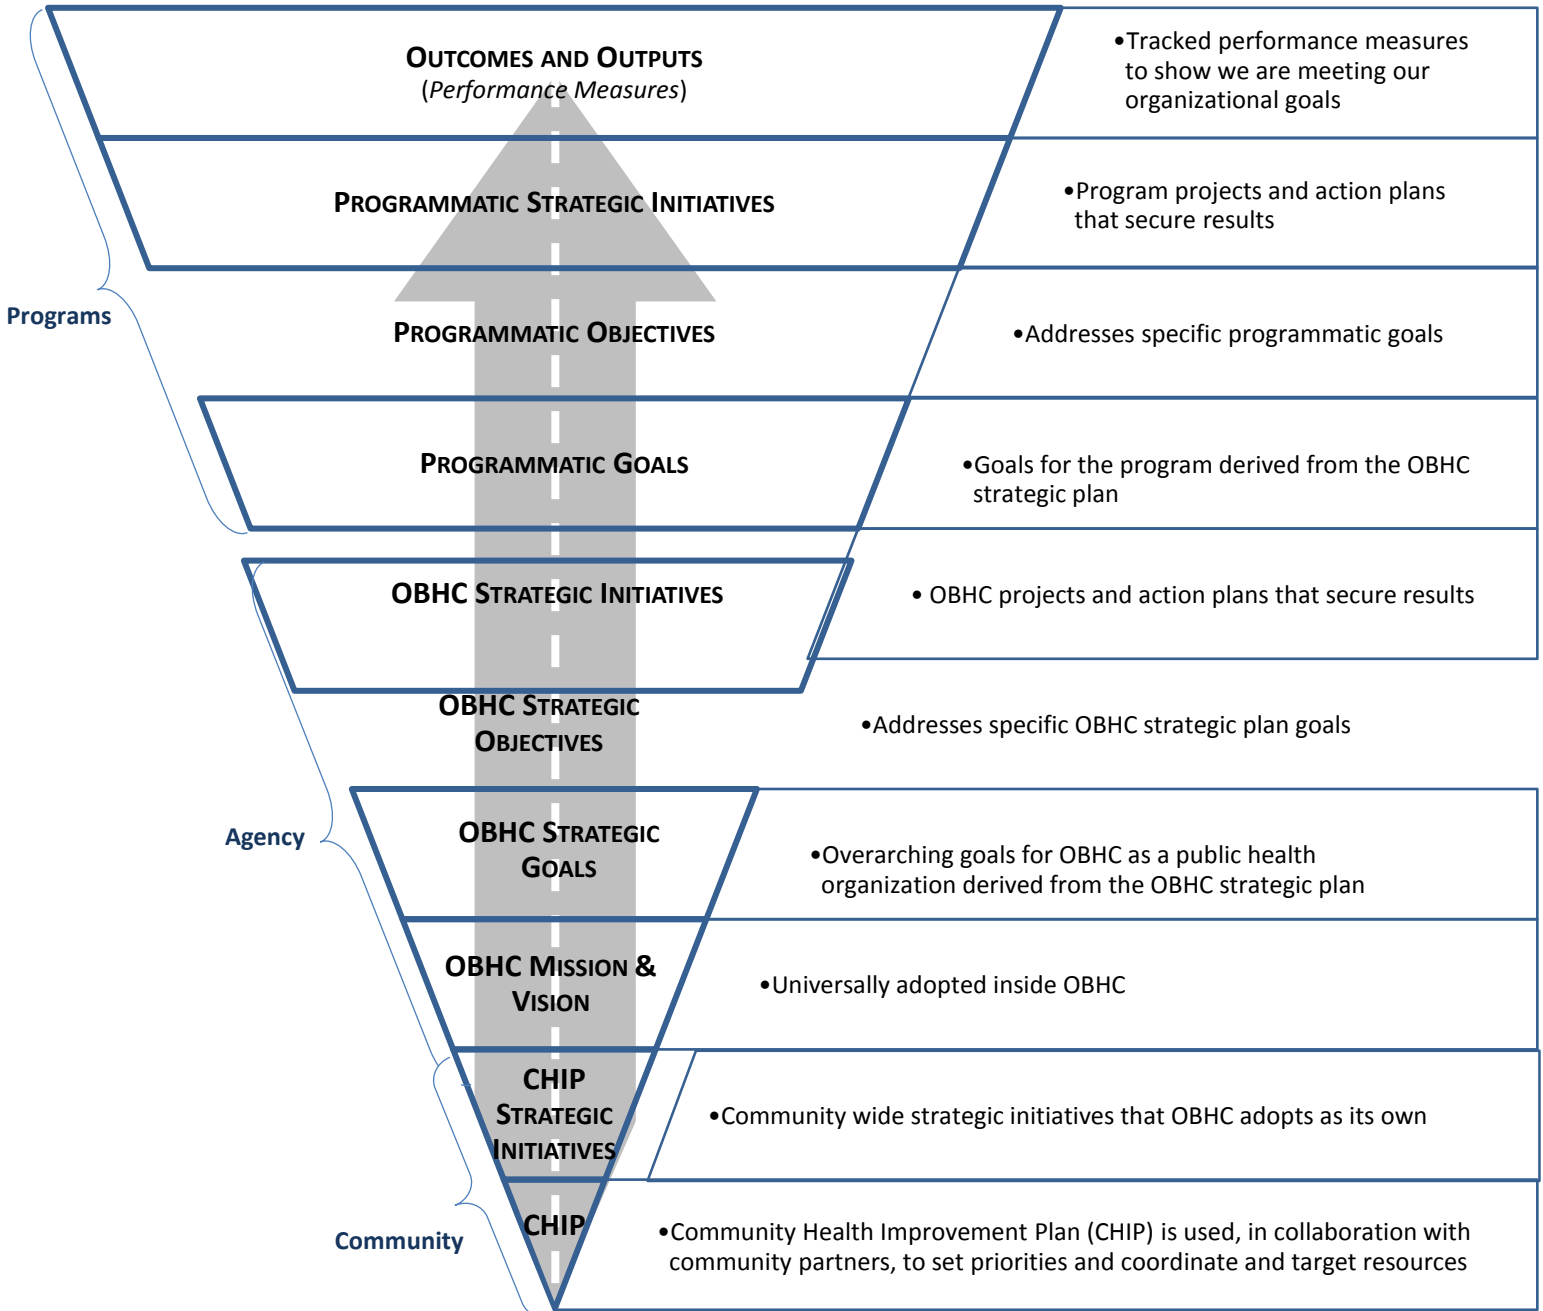 OUTCOMES AND OUTPUTS
(Performance Measures)
•Tracked performance measures
to show we are meeting our
organizational goals
PROGRAMMATIC STRATEGIC INITIATIVES
•Program projects and action plans
that secure results
Programs
PROGRAMMATIC OBJECTIVES
•Addresses specific programmatic goals
PROGRAMMATIC GOALS
•Goals for the program derived from the OBHC
strategic plan
OBHC STRATEGIC INITIATIVES
• OBHC projects and action plans that secure results
OBHC STRATEGIC
OBJECTIVES
•Addresses specific OBHC strategic plan goals
Agency
OBHC STRATEGIC
GOALS
•Overarching goals for OBHC as a public health
organization derived from the OBHC strategic plan
OBHC MISSION &
VISION
•Universally adopted inside OBHC
CHIP
STRATEGIC
INITIATIVES
•Community wide strategic initiatives that OBHC adopts as its own
Community
CHIP
•Community Health Improvement Plan (CHIP) is used, in collaboration with
community partners, to set priorities and coordinate and target resources